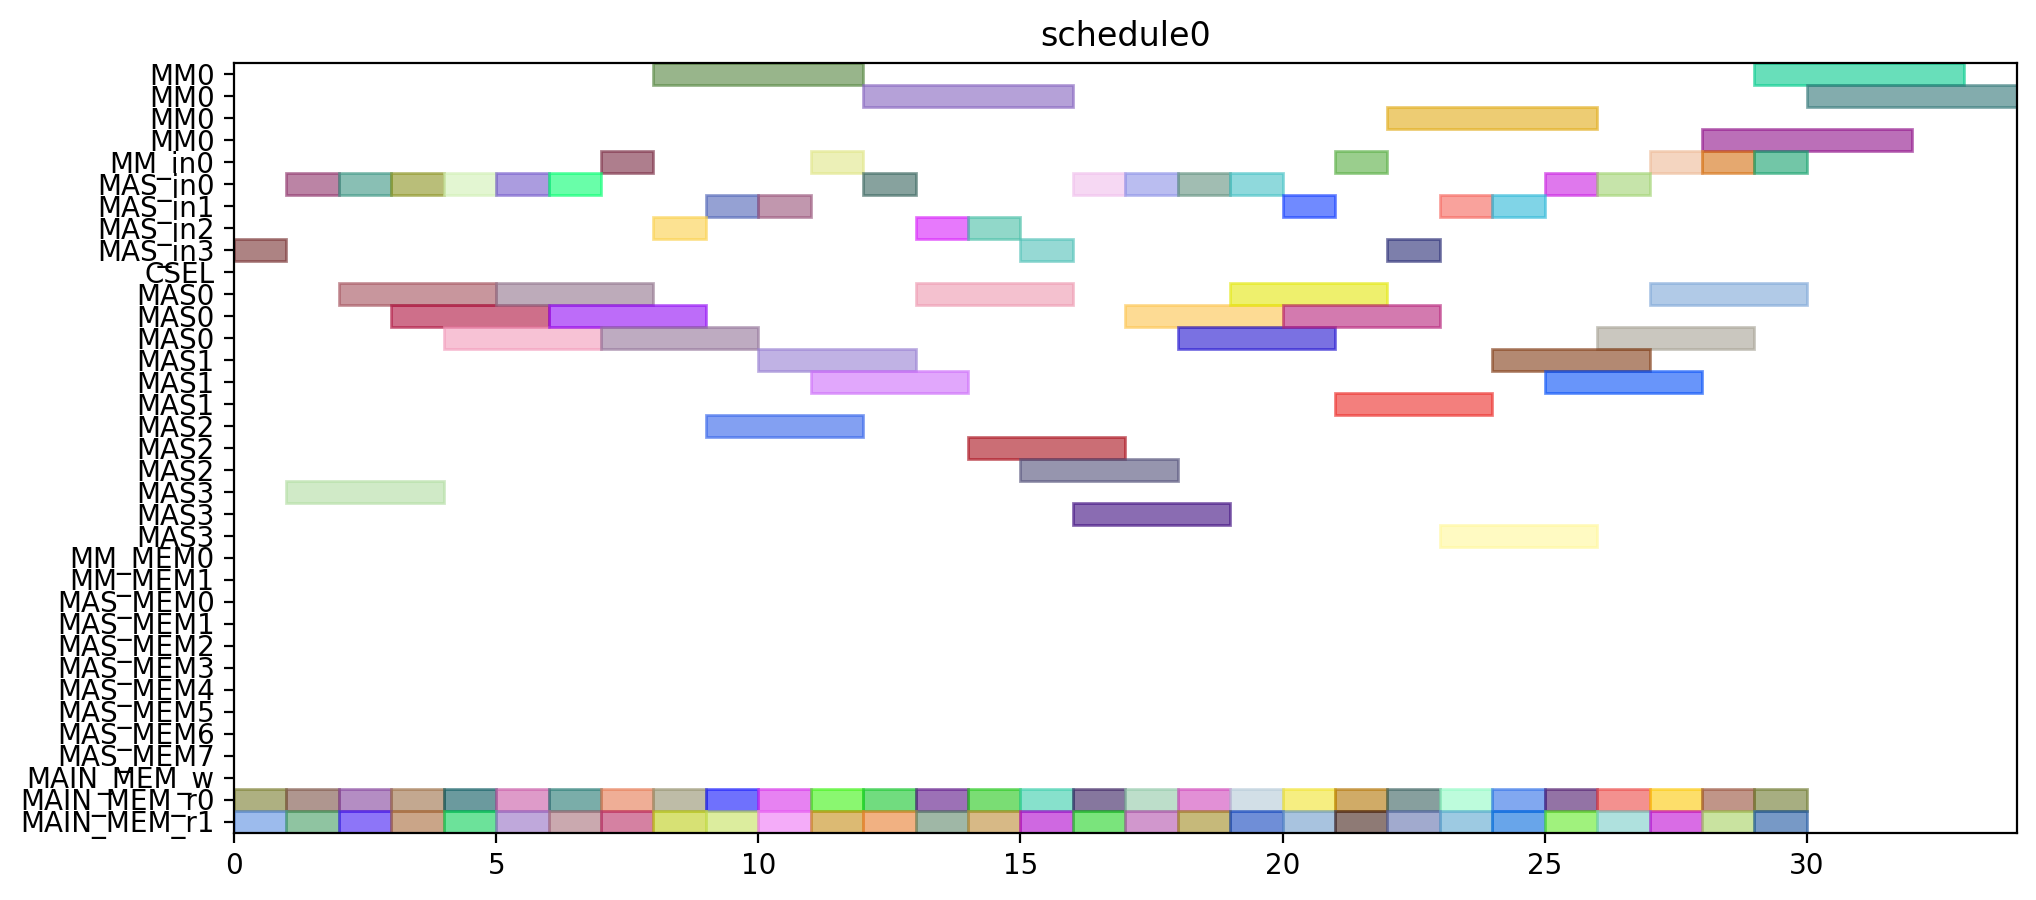 schedule0
MM0
MM0
MM0
MM0
MM_in0
MAS_in0
MAS_in1
MAS_in2
MAS_in3
CSEL
MAS0
MAS0
MAS0
MAS1
MAS1
MAS1
MAS2
MAS2
MAS2
MAS3
MAS3
MAS3
MM_MEM0
MM_MEM1
MAS_MEM0
MAS_MEM1
MAS_MEM2
MAS_MEM3
MAS_MEM4
MAS_MEM5
MAS_MEM6
MAS_MEM7
MAIN_MEM_w
MAIN_MEM_r0
MAIN_MEM_r1
0 5 10 15 20 25 30